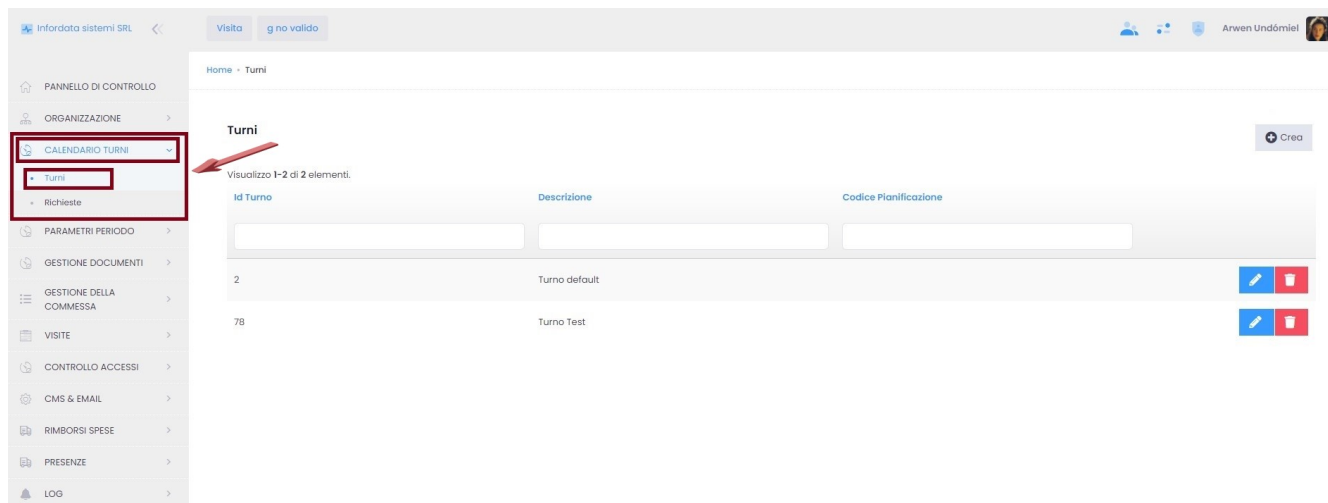 Infordata sistemi SRL
Visita
g no valido
Arwen Undómiel
Home • Turni
PANNELLO DI CONTROLLO
ORGANIZZAZIONE
CALENDARIO TURNI
Turni
Richieste
PARAMETRI PERIODO
GESTIONE DOCUMENTI
GESTIONE DELLA
COMMESSA
VISITE
CONTROLLO ACCESSI
CMS & EMAIL
RIMBORSI SPESE
PRESENZE
LOG
Turni
Crea
Visualizzo 1-2 di 2 elementi.
Id Turno Descrizione Codice Pianificazione
2 Turno default
78 Turno Test